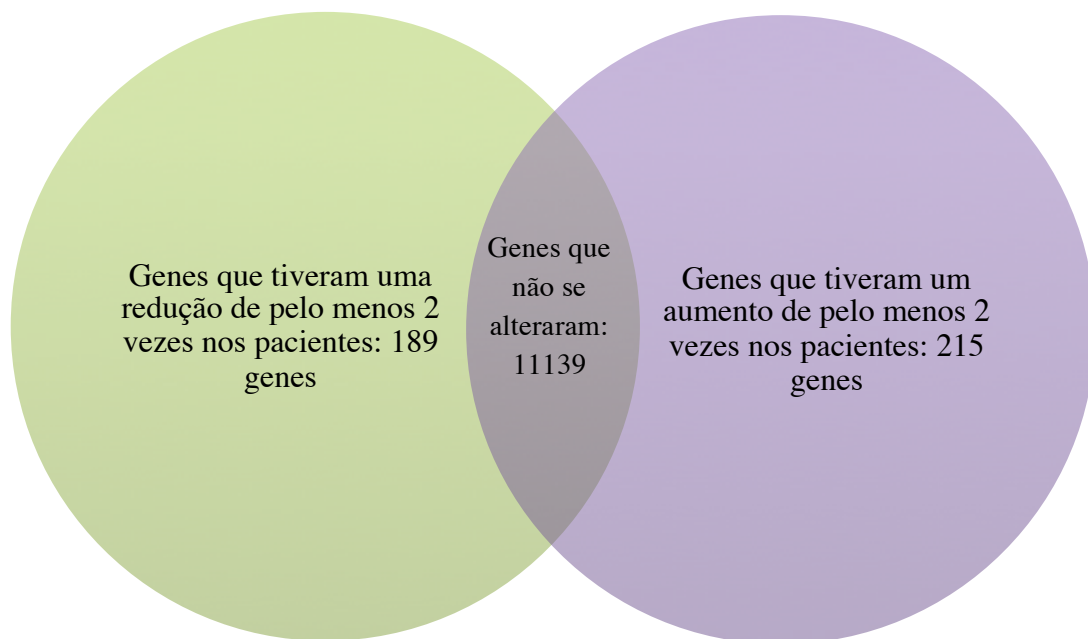 Genes que tiveram uma
redução de pelo menos 2
vezes nos pacientes: 189
genes
Genes que
não se
alteraram:
11139
Genes que tiveram um
aumento de pelo menos 2
vezes nos pacientes: 215
genes